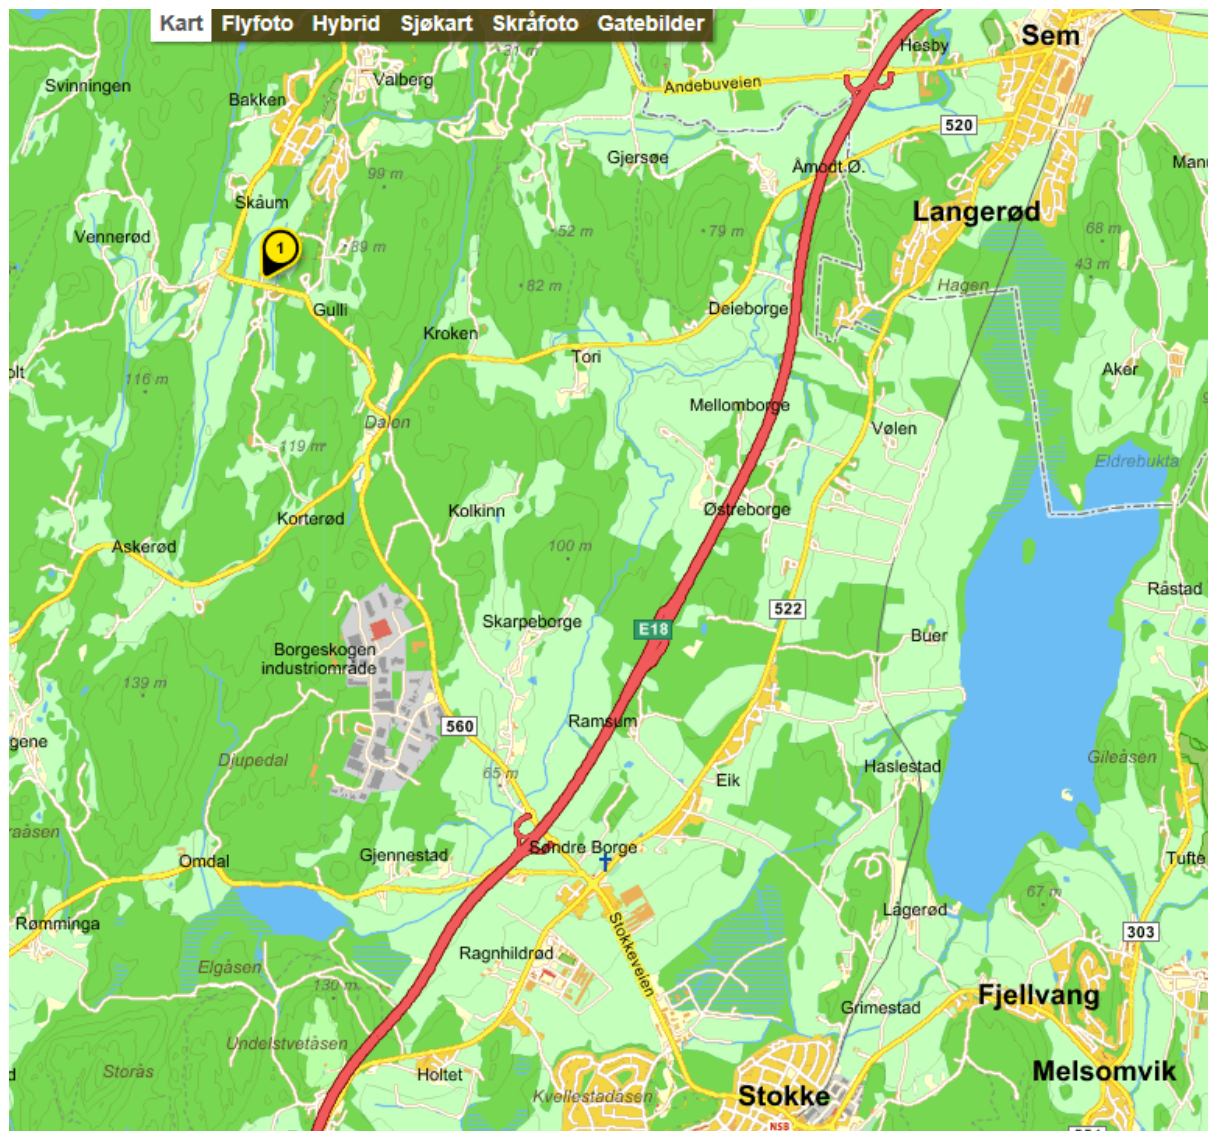 Kart Flyfoto Hybrid Sjøkart Skråfoto Gatebilder
Sem
Hesby
31 m
Valberg
Svinningen
Andebuveien
Bakken
520
Gjersøe
Åmodt Ø.
99 m
Skåum
Langerød
68 m
Vennerød
1
89 m
52 m
79 m
43 m
82 m
Hagen
Gulli
Deieborge
Kroken
Tori
Aker
116 m
Mellomborge
Dalen
Vølen
119 m
Eldrebukta
Kolkinn
Østreborge
Korterød
Askerød
100 m
Råstad
522
Skarpeborge
E18
Buer
Borgeskogen
industriområde
139 m
Ramsum
560
gene
Djupedal
Gileåsen
Haslestad
65 m
Eik
raåsen
Søndre Borge
Gjennestad
Omdal
Tufte
67 m
Lågerød
Rømminga
Stokkeveien
303
Ragnhildrød
Elgåsen
130 m
Fjellvang
Grimestad
Undelstvetåsen
Storås
Holtet
Melsomvik
Kvellestadåsen
Stokke
NSB